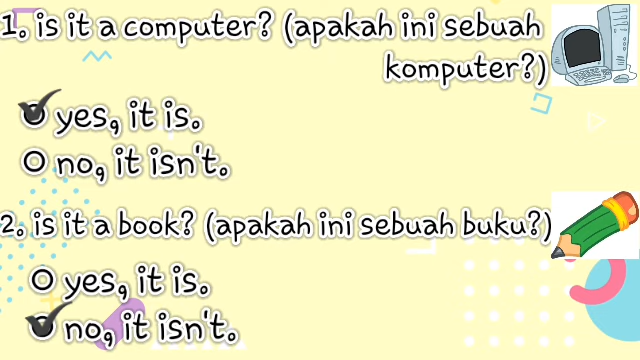 1. is it a computer? (apakah ini sebuah
komputer?)
yes, it is.
no, it isn't.
2. is it a book? (apakah ini sebuah buku?)
yes, it is.
no, it isn't.